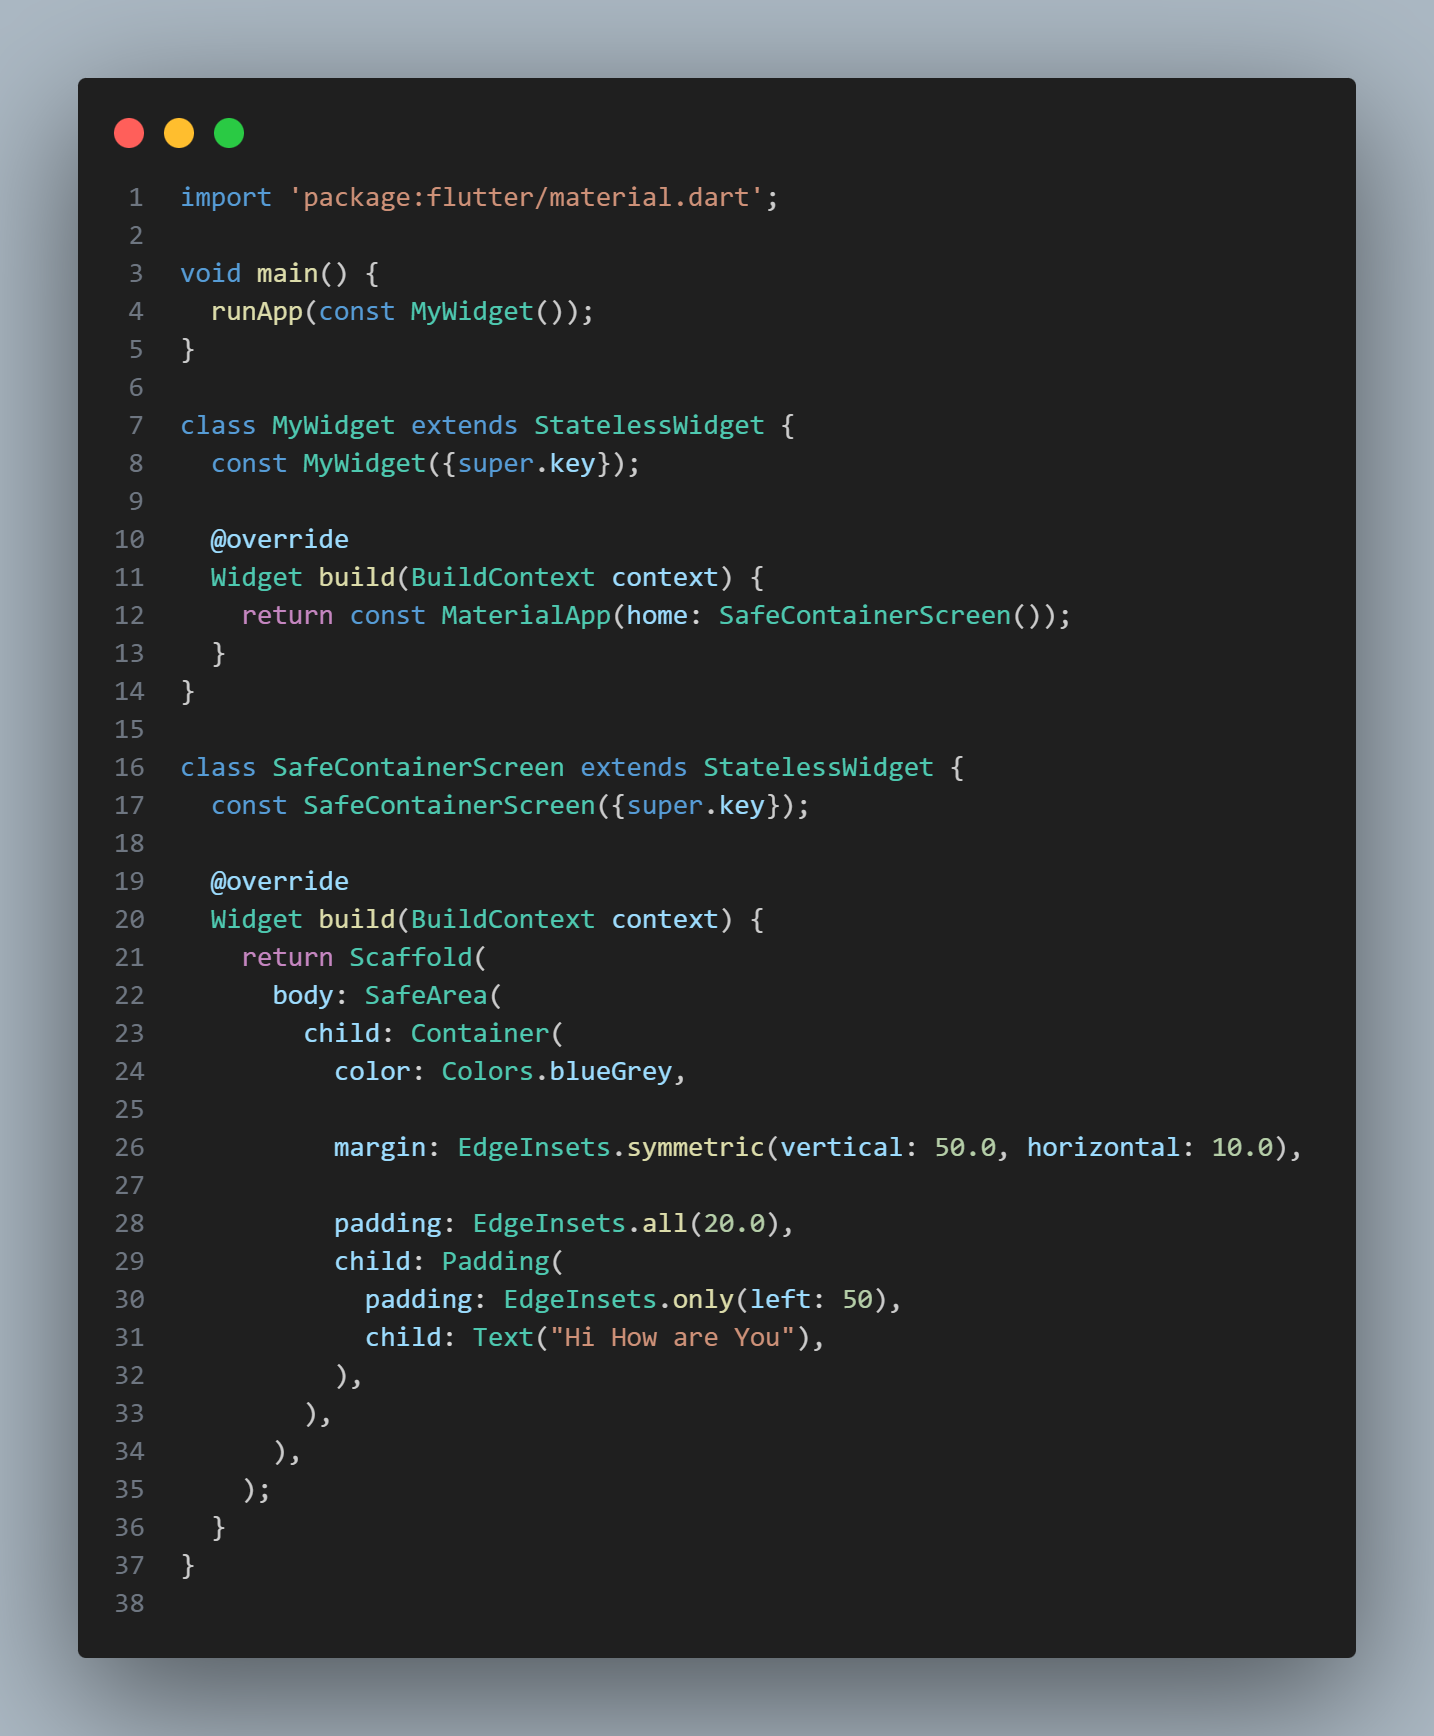 1 import 'package:flutter/material.dart';
2
3 void main() {
4   runApp(const MyWidget());
5 }
6
7 class MyWidget extends StatelessWidget {
8   const MyWidget({super.key});
9
10   @override
11   Widget build(BuildContext context) {
12     return const MaterialApp(home: SafeContainerScreen());
13   }
14 }
15
16 class SafeContainerScreen extends StatelessWidget {
17   const SafeContainerScreen({super.key});
18
19   @override
20   Widget build(BuildContext context) {
21     return Scaffold(
22       body: SafeArea(
23         child: Container(
24           color: Colors.blueGrey,
25
26           margin: EdgeInsets.symmetric(vertical: 50.0, horizontal: 10.0),
27
28           padding: EdgeInsets.all(20.0),
29           child: Padding(
30             padding: EdgeInsets.only(left: 50),
31             child: Text("Hi How are You"),
32           ),
33         ),
34       ),
35     );
36   }
37 }
38